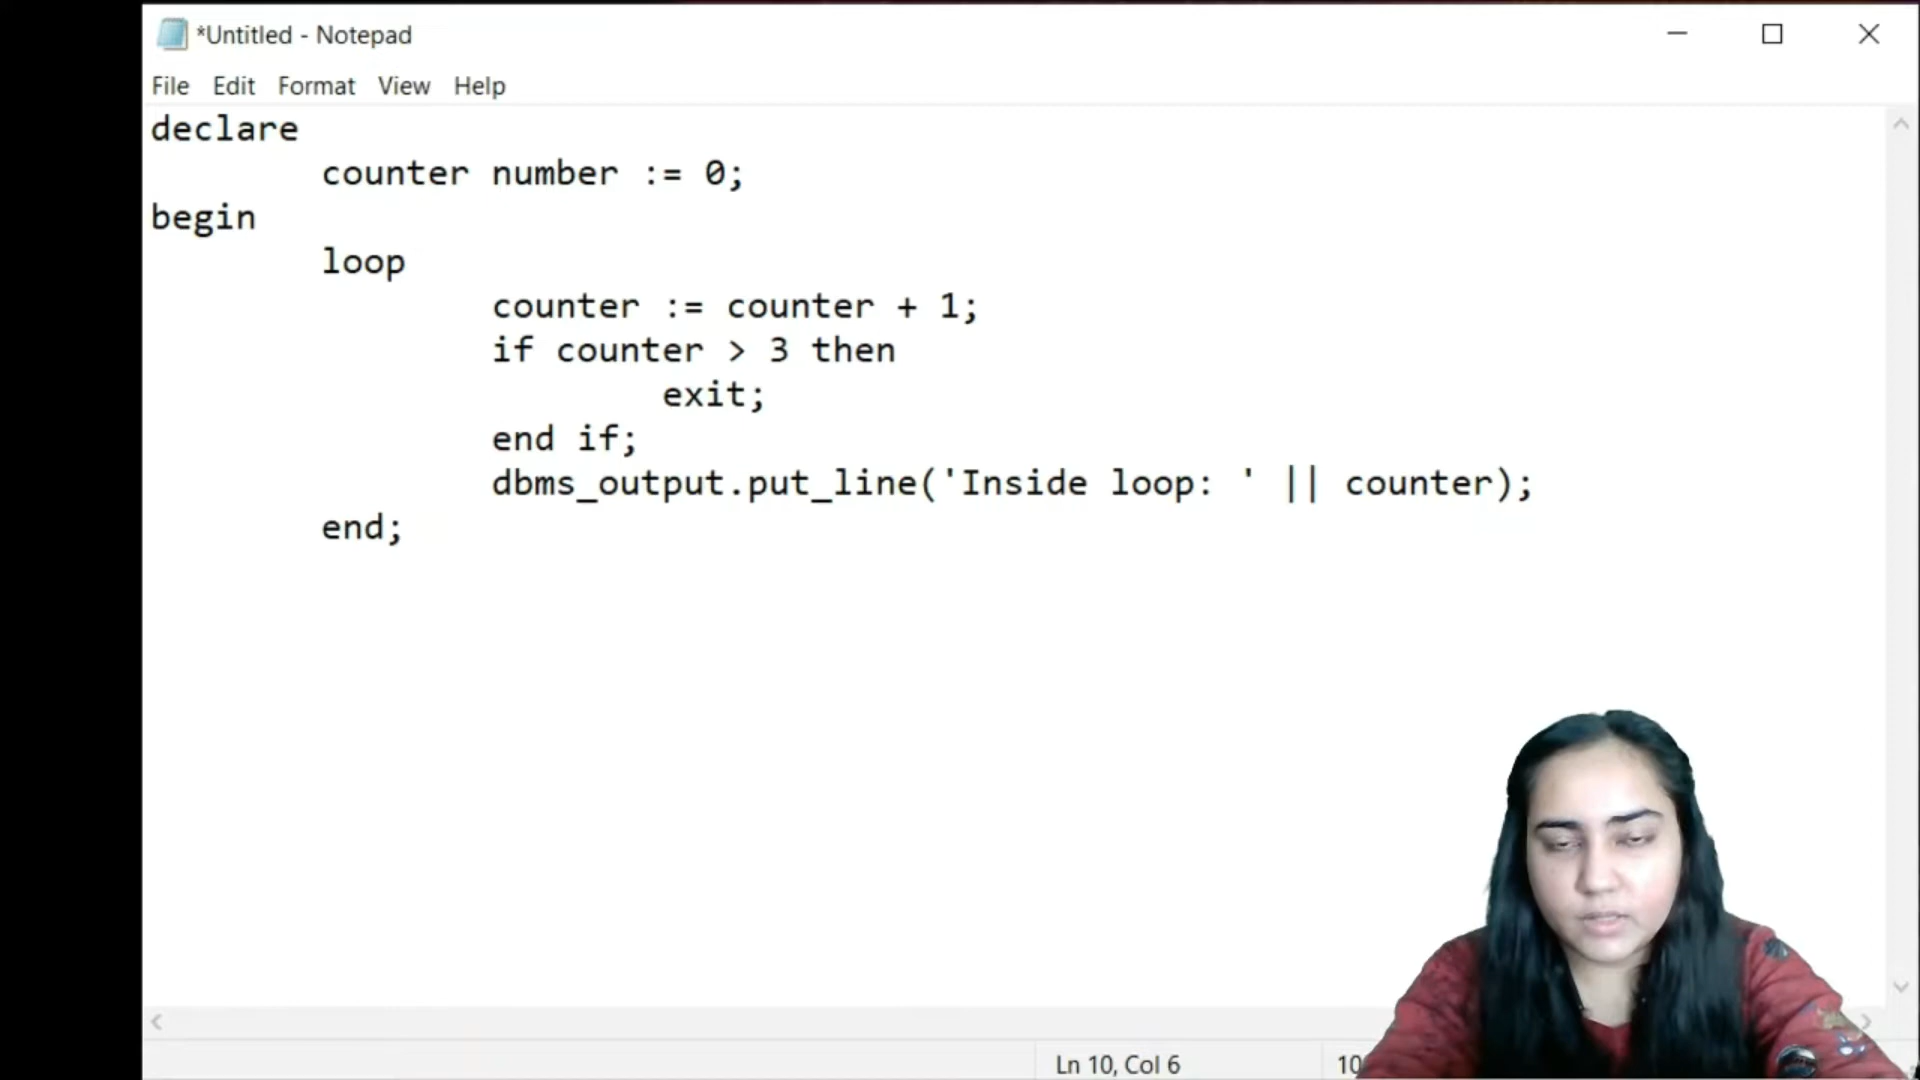 *Untitled - Notepad
File Edit Format View Help
declare
counter number := 0;
begin
loop
counter := counter + 1;
if counter > 3 then
exit;
end if;
dbms_output.put_line('Inside loop: ' || counter);
end;
Ln 10, Col 6